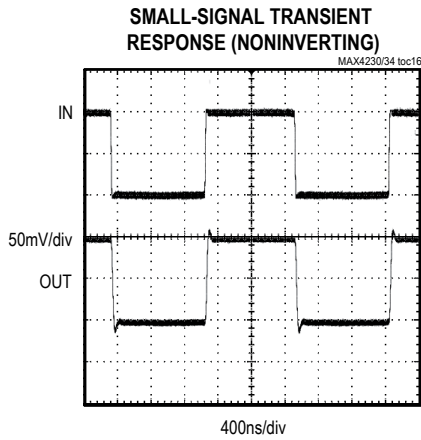 SMALL-SIGNAL TRANSIENT
RESPONSE (NONINVERTING)
MAX4230/34 toc16
IN
50mV/div
OUT
400ns/div